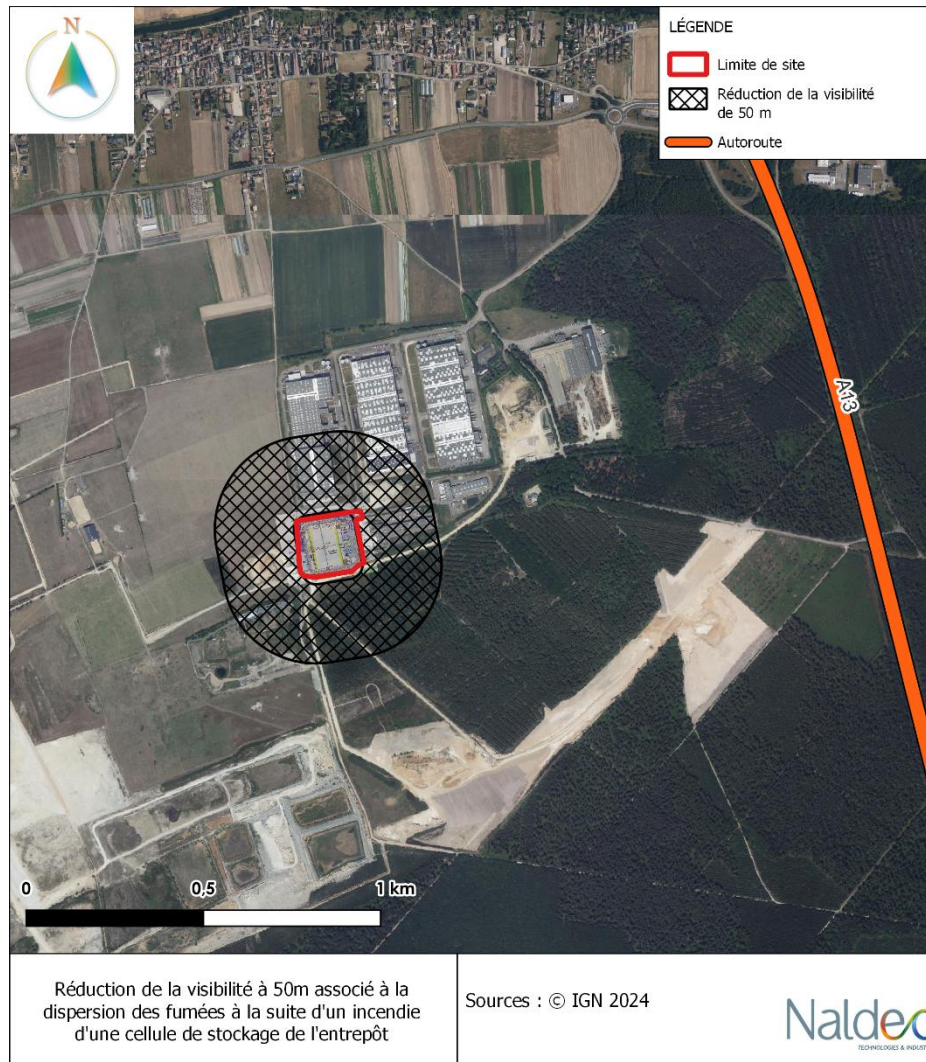 N
LÉGENDE
Limite de site
Réduction de la visibilité
de 50 m
Autoroute
A13
0
0,5
1 km
Réduction de la visibilité à 50m associé à la
dispersion des fumées à la suite d'un incendie
d'une cellule de stockage de l'entrepôt
Sources : © IGN 2024
TECHNOLOGIES & INDUST